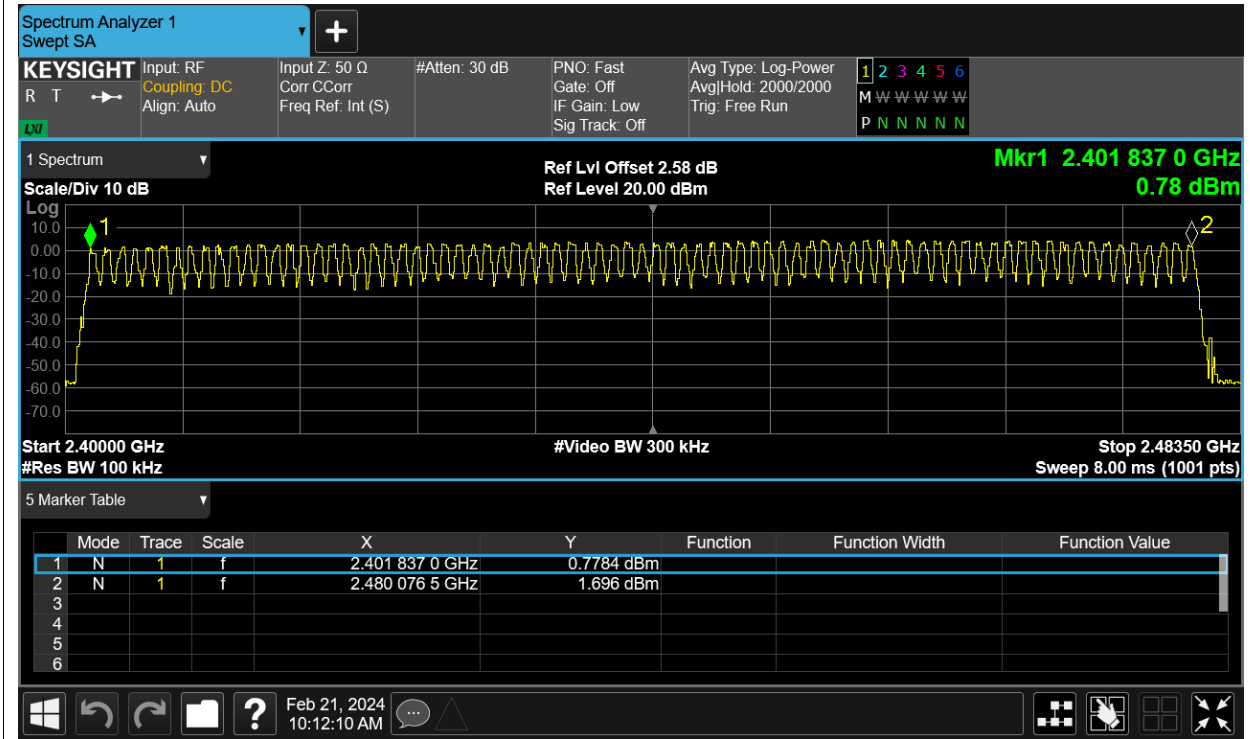 Spectrum Analyzer 1
Swept SA
+
KEYSIGHT
R T
LXI
Input: RF
Coupling: DC
Align: Auto
Input Z: 50 Ω
Corr CCorr
Freq Ref: Int (S)
#Atten: 30 dB
PNO: Fast
Gate: Off
IF Gain: Low
Sig Track: Off
Avg Type: Log-Power
Avg|Hold: 2000/2000
Trig: Free Run
1 2 3 4 5 6
M W W W W W
P N N N N N
1 Spectrum
Scale/Div 10 dB
Ref Lvl Offset 2.58 dB
Ref Level 20.00 dBm
Mkr1 2.401 837 0 GHz
0.78 dBm
Log
10.0
0.00
-10.0
-20.0
-30.0
-40.0
-50.0
-60.0
-70.0
1
2
Start 2.40000 GHz
#Res BW 100 kHz
#Video BW 300 kHz
Stop 2.48350 GHz
Sweep 8.00 ms (1001 pts)
5 Marker Table
Mode Trace Scale X Y Function Function Width Function Value
1 N 1 f 2.401 837 0 GHz 0.7784 dBm
2 N 1 f 2.480 076 5 GHz 1.696 dBm
3
4
5
6
?
Feb 21, 2024
10:12:10 AM